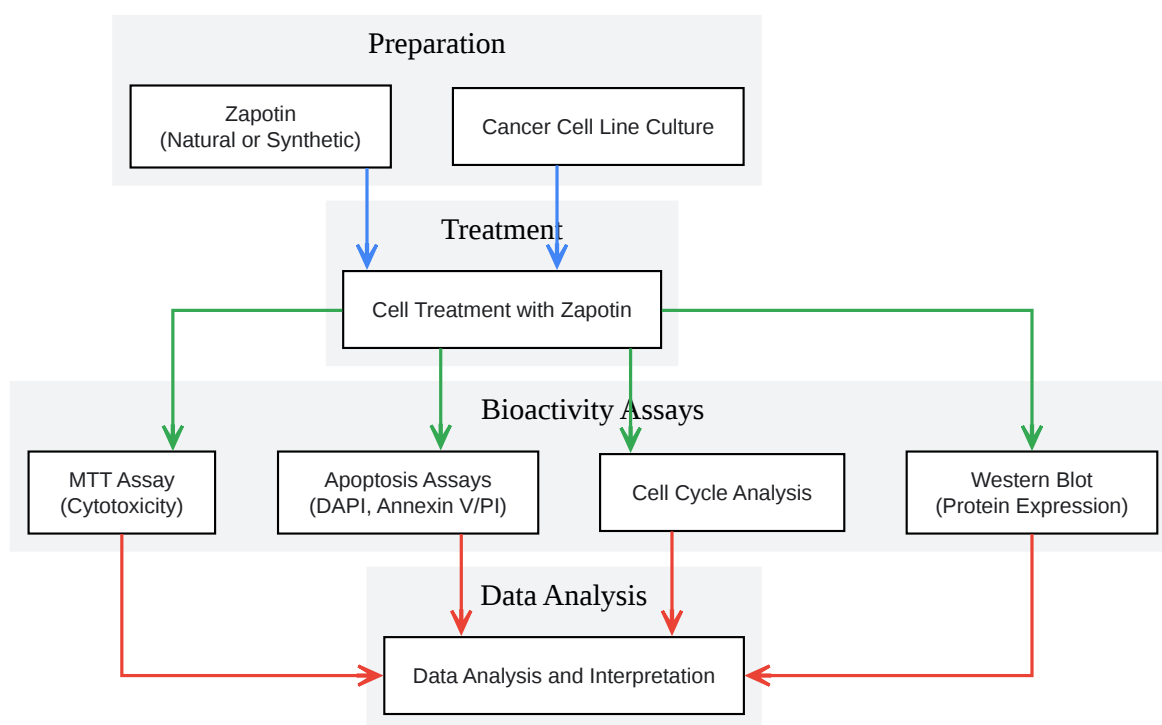 Preparation
Zapotin
(Natural or Synthetic)
Cancer Cell Line Culture
Treatment
Cell Treatment with Zapotin
Bioactivity Assays
MTT Assay
(Cytotoxicity)
Apoptosis Assays
(DAPI, Annexin V/PI)
Cell Cycle Analysis
Western Blot
(Protein Expression)
Data Analysis
Data Analysis and Interpretation